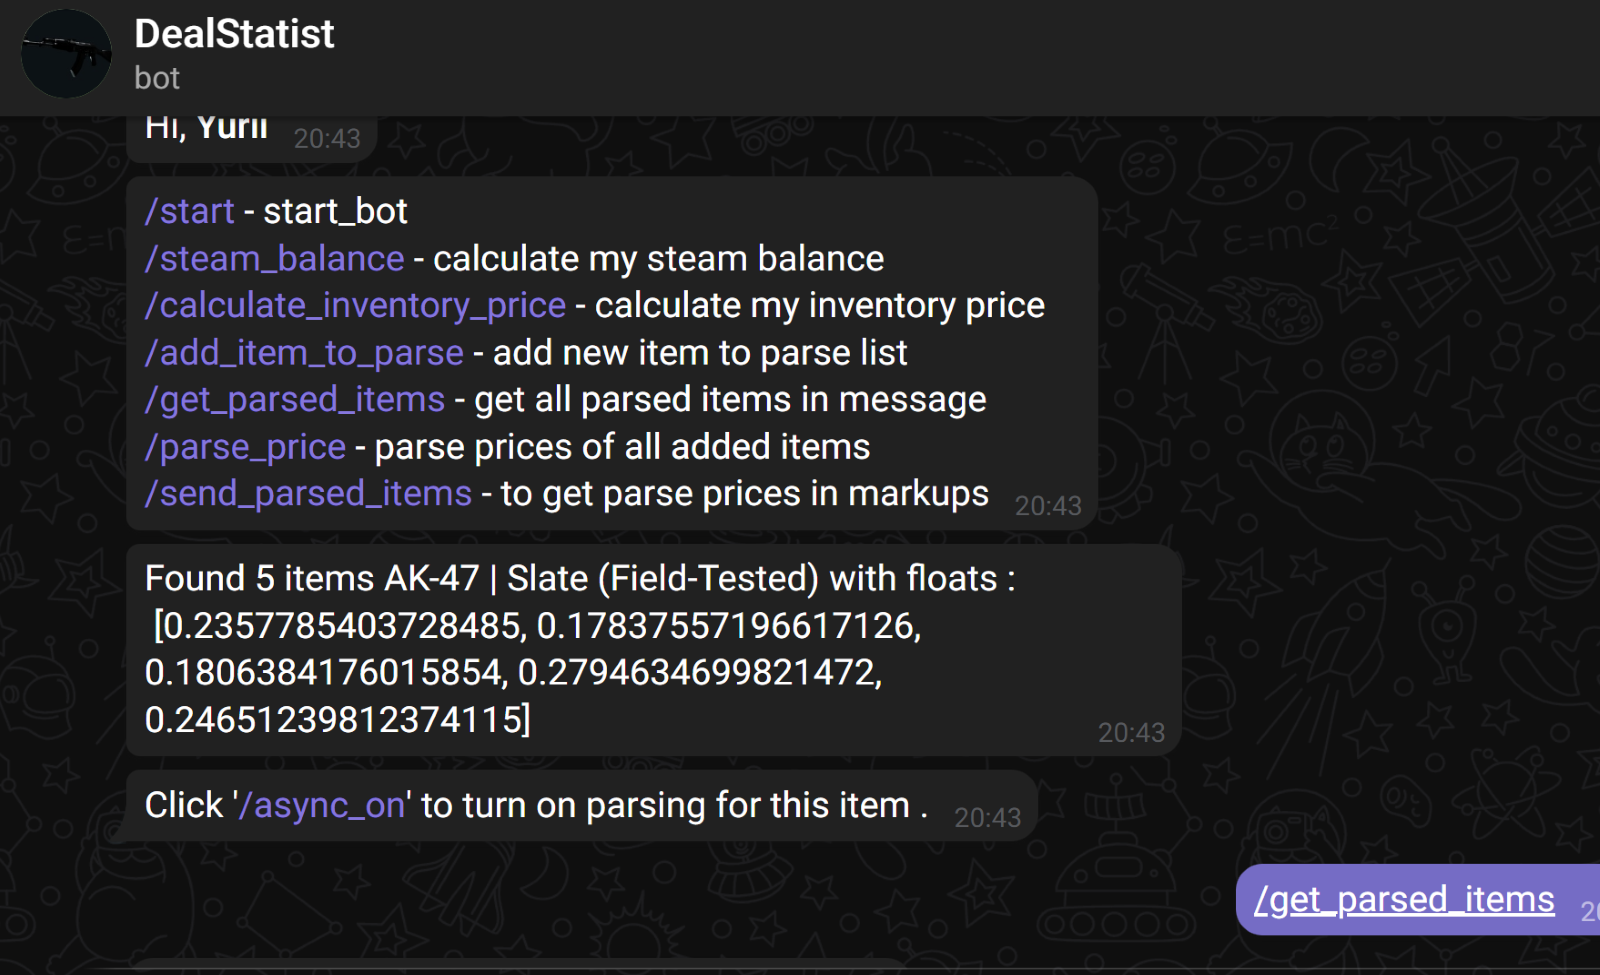 DealStatist
bot
Hi, Yurii 20:43
/start - start_bot
/steam_balance - calculate my steam balance
/calculate_inventory_price - calculate my inventory price
/add_item_to_parse - add new item to parse list
/get_parsed_items - get all parsed items in message
/parse_price - parse prices of all added items
/send_parsed_items - to get parse prices in markups 20:43
Found 5 items AK-47 | Slate (Field-Tested) with floats :
[0.2357785403728485, 0.17837557196617126,
0.1806384176015854, 0.2794634699821472,
0.24651239812374115]
20:43
Click '/async_on' to turn on parsing for this item . 20:43
/get_parsed_items